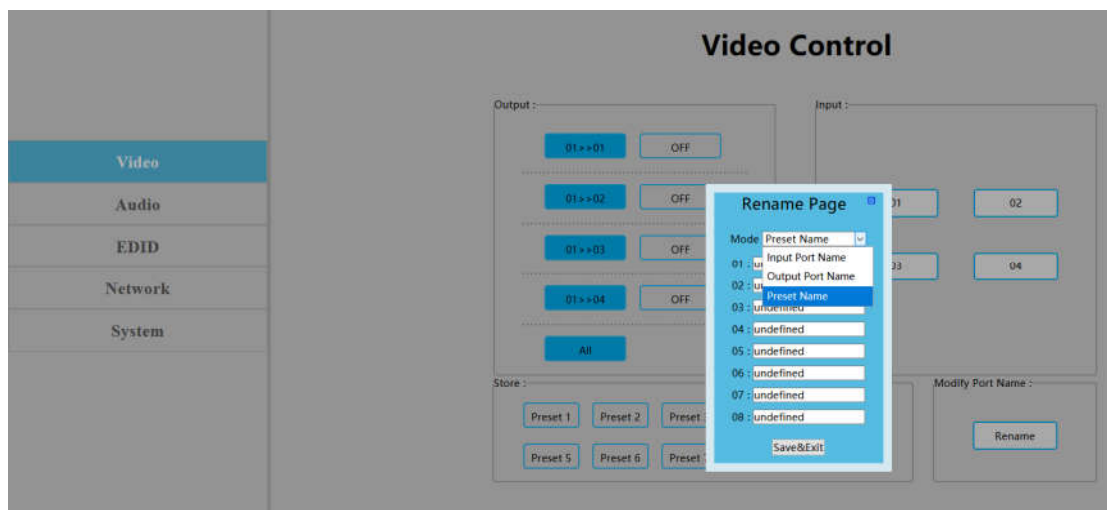 Video Control
Video
Audio
EDID
Network
System
Output :
01>>01 OFF
01>>02 OFF
01>>03 OFF
01>>04 OFF
All
Input :
02
04
Rename Page
Mode Preset Name
Input Port Name
Output Port Name
Preset Name
01 :
02 :
03 : undefined
04 : undefined
05 : undefined
06 : undefined
07 : undefined
08 : undefined
Save&Exit
Store :
Preset 1 Preset 2 Preset
Preset 5 Preset 6 Preset
Modify Port Name :
Rename